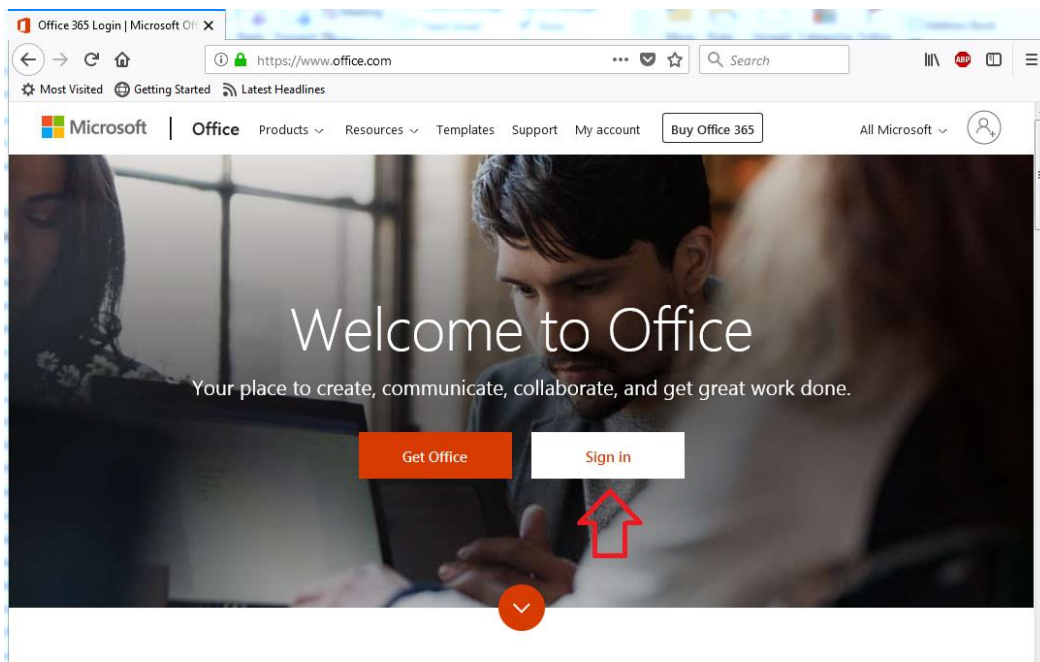 Office 365 Login | Microsoft Off
https://www.office.com
Search
ABP
Most Visited Getting Started Latest Headlines
Microsoft | Office Products Resources Templates Support My account Buy Office 365 All Microsoft
Welcome to Office
Your place to create, communicate, collaborate, and get great work done.
Get Office Sign in